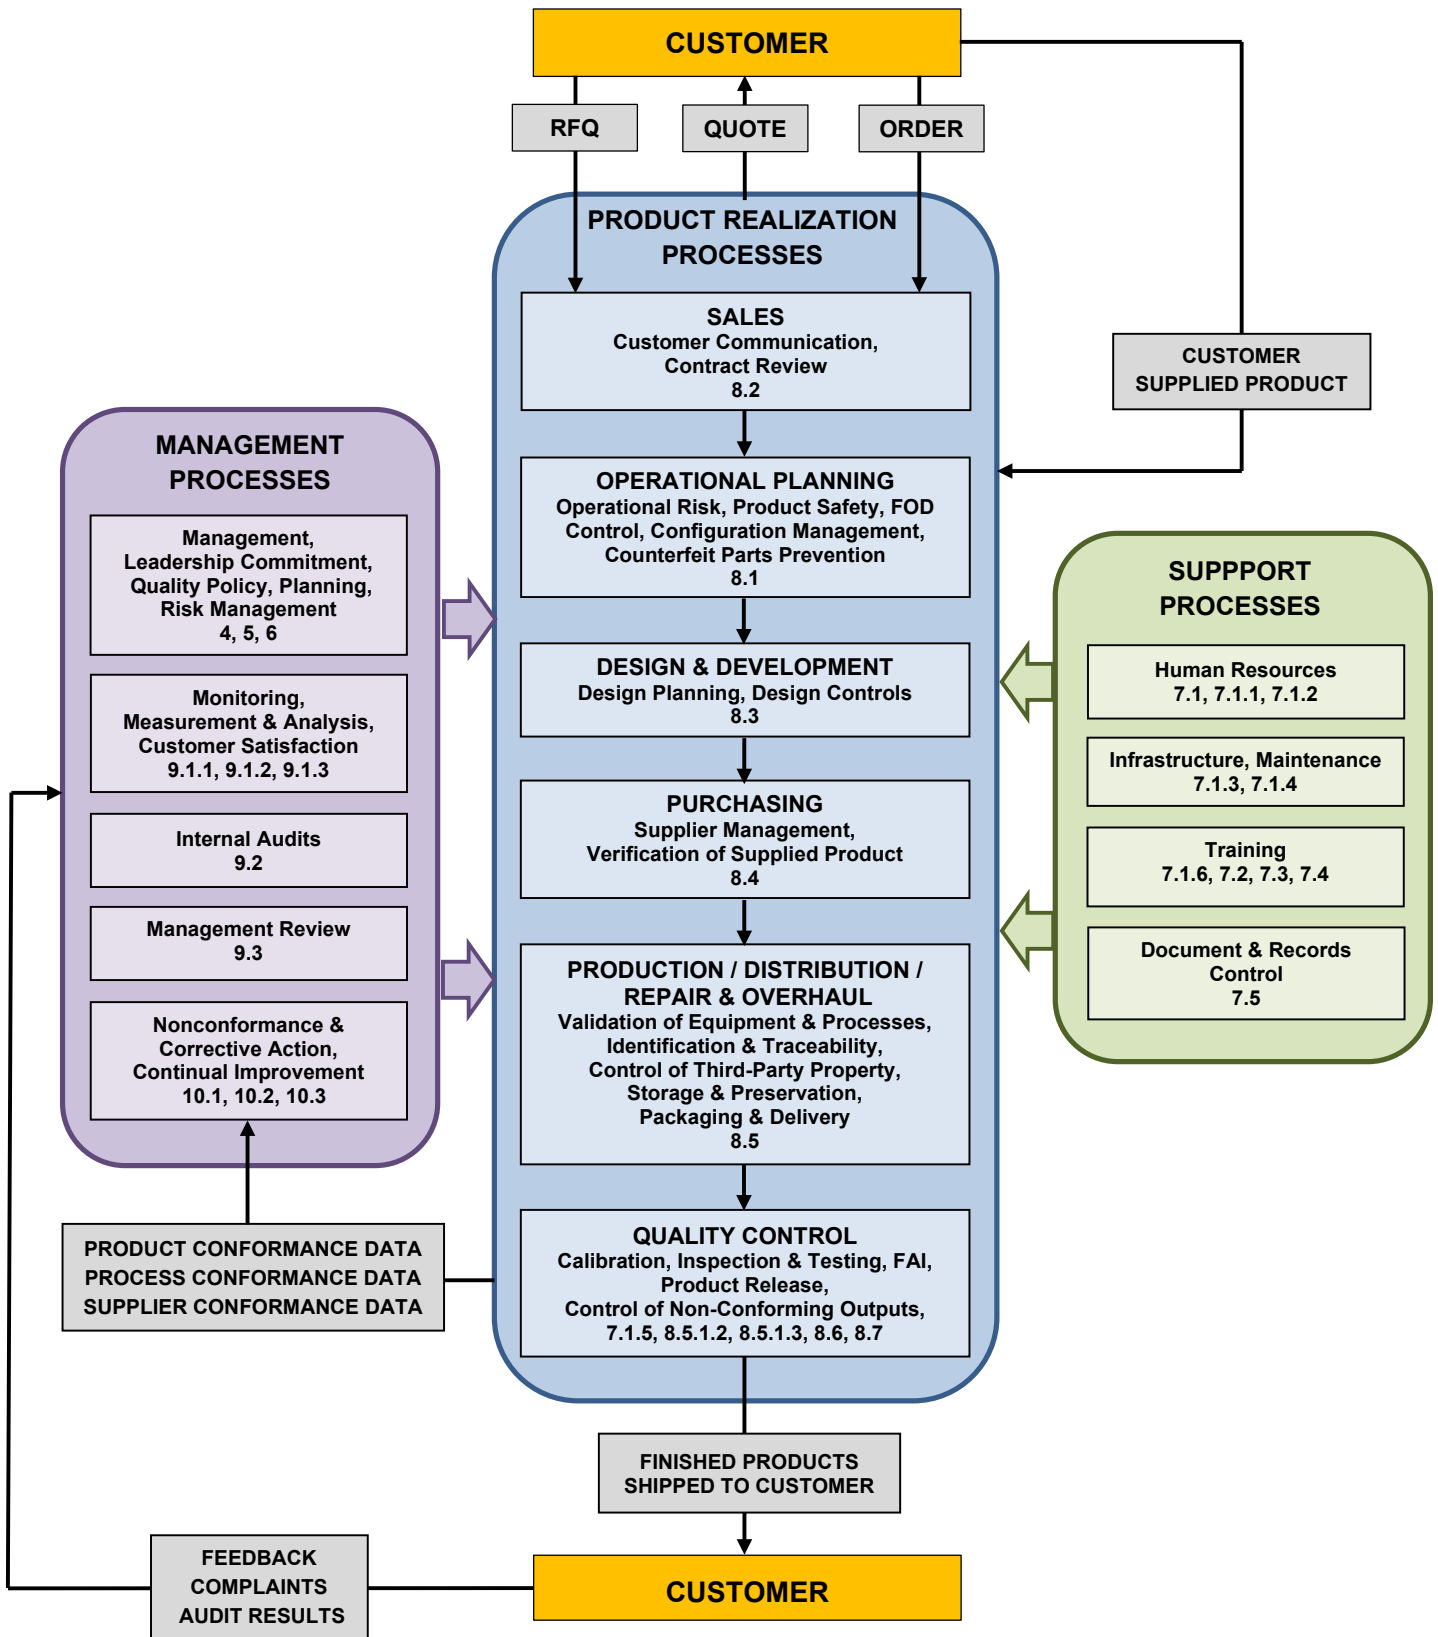 CUSTOMER
RFQ
QUOTE
ORDER
PRODUCT REALIZATION
PROCESSES
SALES
Customer Communication,
Contract Review
8.2
CUSTOMER
SUPPLIED PRODUCT
MANAGEMENT
PROCESSES
Management,
Leadership Commitment,
Quality Policy, Planning,
Risk Management
4, 5, 6
Monitoring,
Measurement & Analysis,
Customer Satisfaction
9.1.1, 9.1.2, 9.1.3
Internal Audits
9.2
Management Review
9.3
Nonconformance &
Corrective Action,
Continual Improvement
10.1, 10.2, 10.3
OPERATIONAL PLANNING
Operational Risk, Product Safety, FOD
Control, Configuration Management,
Counterfeit Parts Prevention
8.1
DESIGN & DEVELOPMENT
Design Planning, Design Controls
8.3
PURCHASING
Supplier Management,
Verification of Supplied Product
8.4
PRODUCTION / DISTRIBUTION /
REPAIR & OVERHAUL
Validation of Equipment & Processes,
Identification & Traceability,
Control of Third-Party Property,
Storage & Preservation,
Packaging & Delivery
8.5
QUALITY CONTROL
Calibration, Inspection & Testing, FAI,
Product Release,
Control of Non-Conforming Outputs,
7.1.5, 8.5.1.2, 8.5.1.3, 8.6, 8.7
SUPPPORT
PROCESSES
Human Resources
7.1, 7.1.1, 7.1.2
Infrastructure, Maintenance
7.1.3, 7.1.4
Training
7.1.6, 7.2, 7.3, 7.4
Document & Records
Control
7.5
PRODUCT CONFORMANCE DATA
PROCESS CONFORMANCE DATA
SUPPLIER CONFORMANCE DATA
FINISHED PRODUCTS
SHIPPED TO CUSTOMER
FEEDBACK
COMPLAINTS
AUDIT RESULTS
CUSTOMER